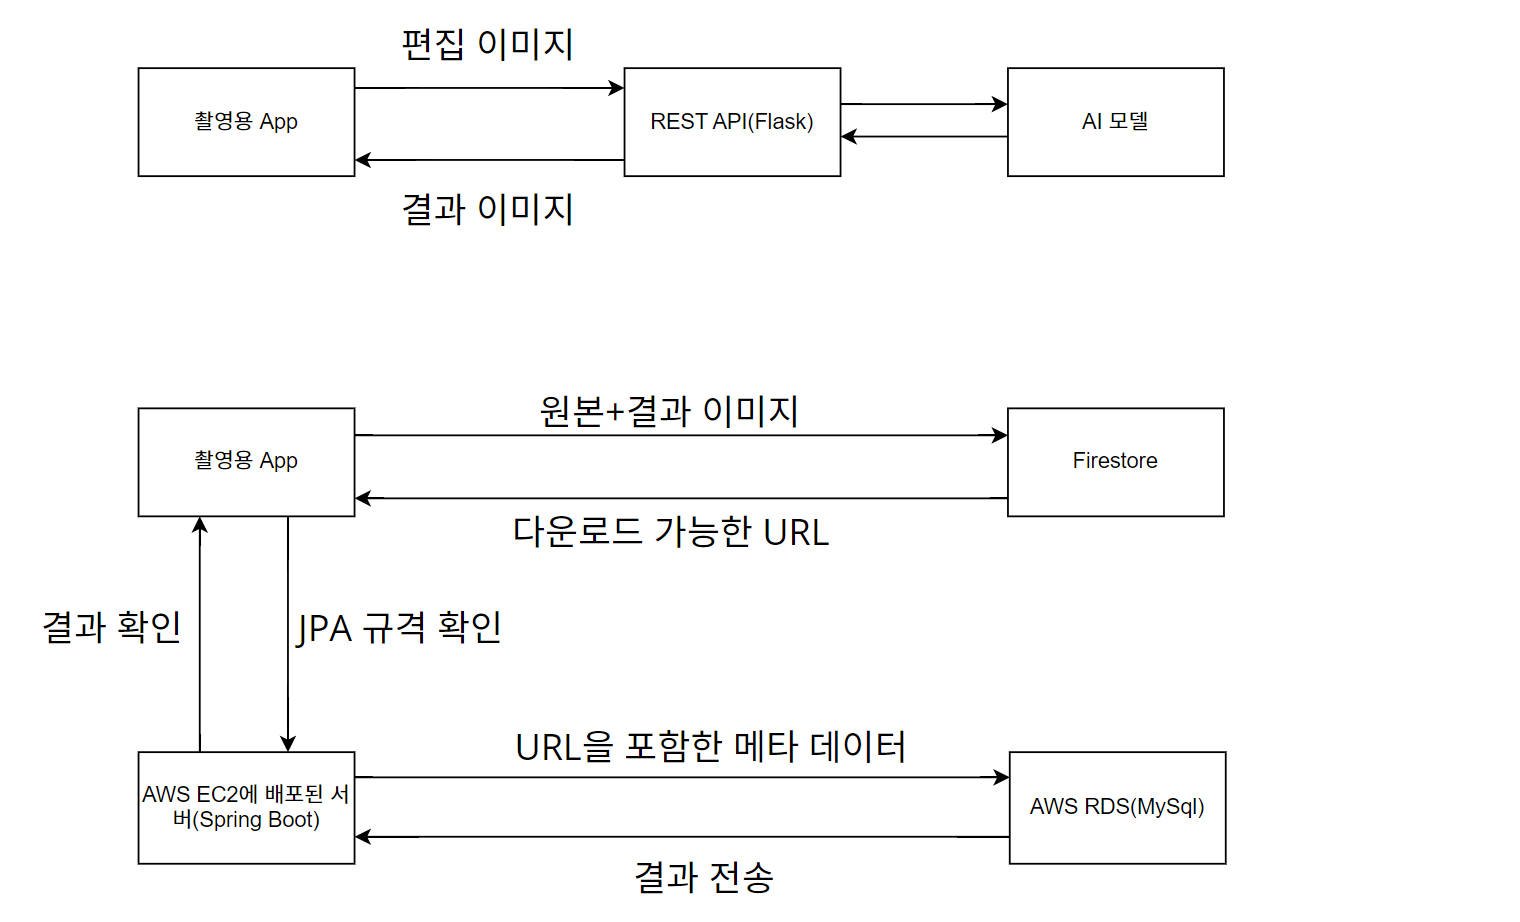 편집 이미지
촬영용 App
REST API(Flask)
AI 모델
결과 이미지
원본+결과 이미지
촬영용 App
Firestore
다운로드 가능한 URL
결과 확인
JPA 규격 확인
URL을 포함한 메타 데이터
AWS EC2에 배포된 서
버(Spring Boot)
AWS RDS(MySql)
결과 전송